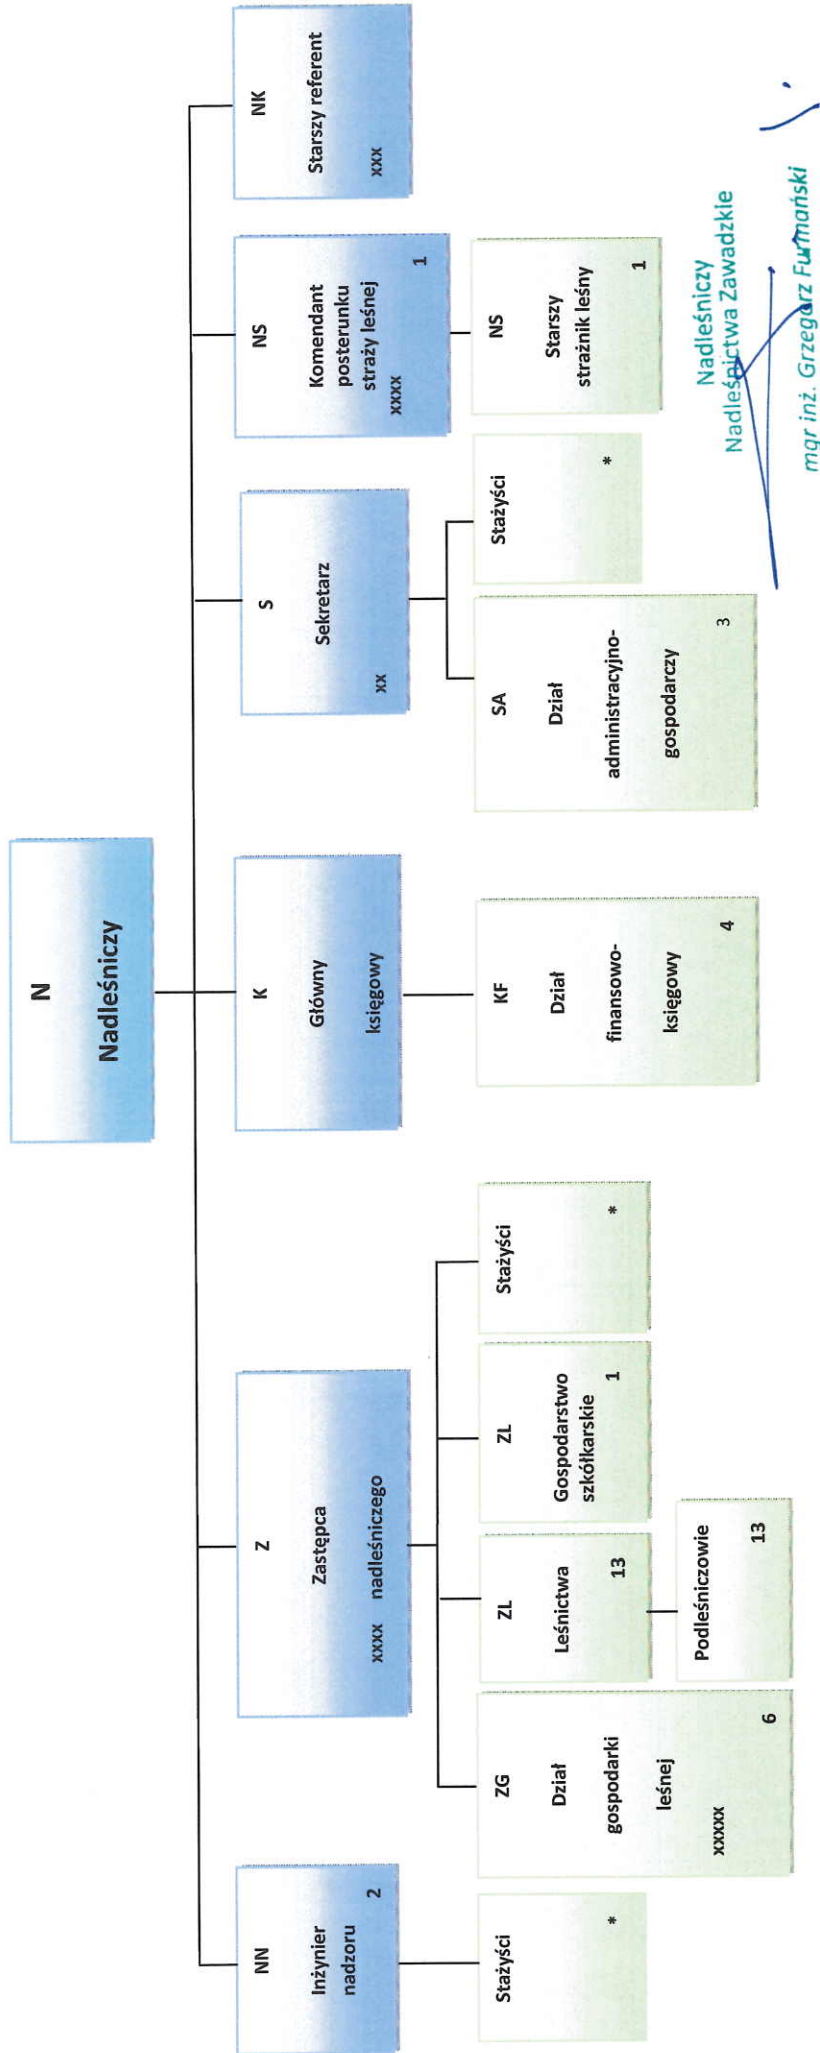 N
Nadleśniczy
NN
Inżynier
nadzoru
2
Z
Zastępca
xxxx nadleśniczego
K
Główny
księgowy
S
Sekretarz
xx
NS
Komendant
posterunku
straży leśnej
xxxx
1
NK
Starszy referent
xxx
Stażyści
*
ZG
Dział
gospodarki
leśnej
xxxxx
6
ZL
Leśnictwa
13
Podleśniczowie
13
ZL
Gospodarstwo
szkółkarskie
1
Stażyści
*
KF
Dział
finansowo-
księgowy
4
SA
Dział
administracyjno-
gospodarczy
3
Stażyści
*
NS
Starszy
strażnik leśny
1
Nadleśniczy
Nadleśnictwa Zawadzkie
mgr inż. Grzegorz Furmański